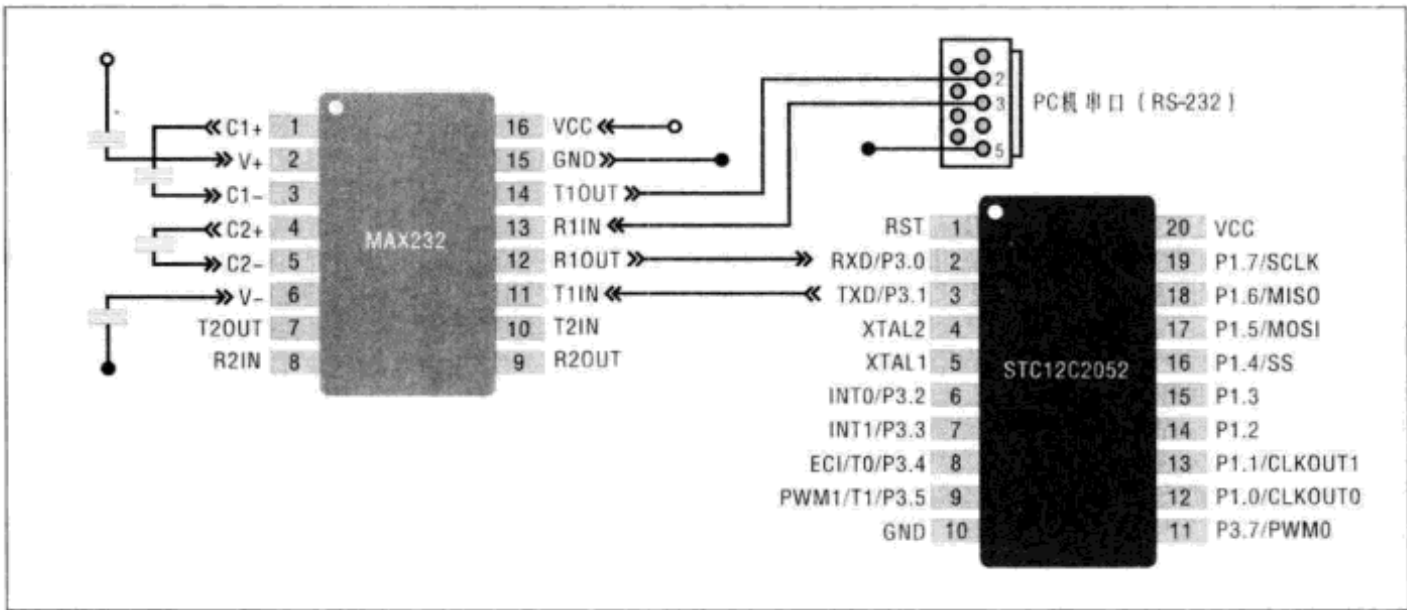 PC机串口（RS-232）
2
3
5
C1+ 1
V+ 2
C1- 3
C2+ 4
C2- 5
V- 6
T2OUT 7
R2IN 8
MAX232
16 VCC
15 GND
14 T1OUT
13 R1IN
12 R1OUT
11 T1IN
10 T2IN
9 R2OUT
RST 1
RXD/P3.0 2
TXD/P3.1 3
XTAL2 4
XTAL1 5
INT0/P3.2 6
INT1/P3.3 7
ECI/T0/P3.4 8
PWM1/T1/P3.5 9
GND 10
STC12C2052
20 VCC
19 P1.7/SCLK
18 P1.6/MISO
17 P1.5/MOSI
16 P1.4/SS
15 P1.3
14 P1.2
13 P1.1/CLKOUT1
12 P1.0/CLKOUT0
11 P3.7/PWM0